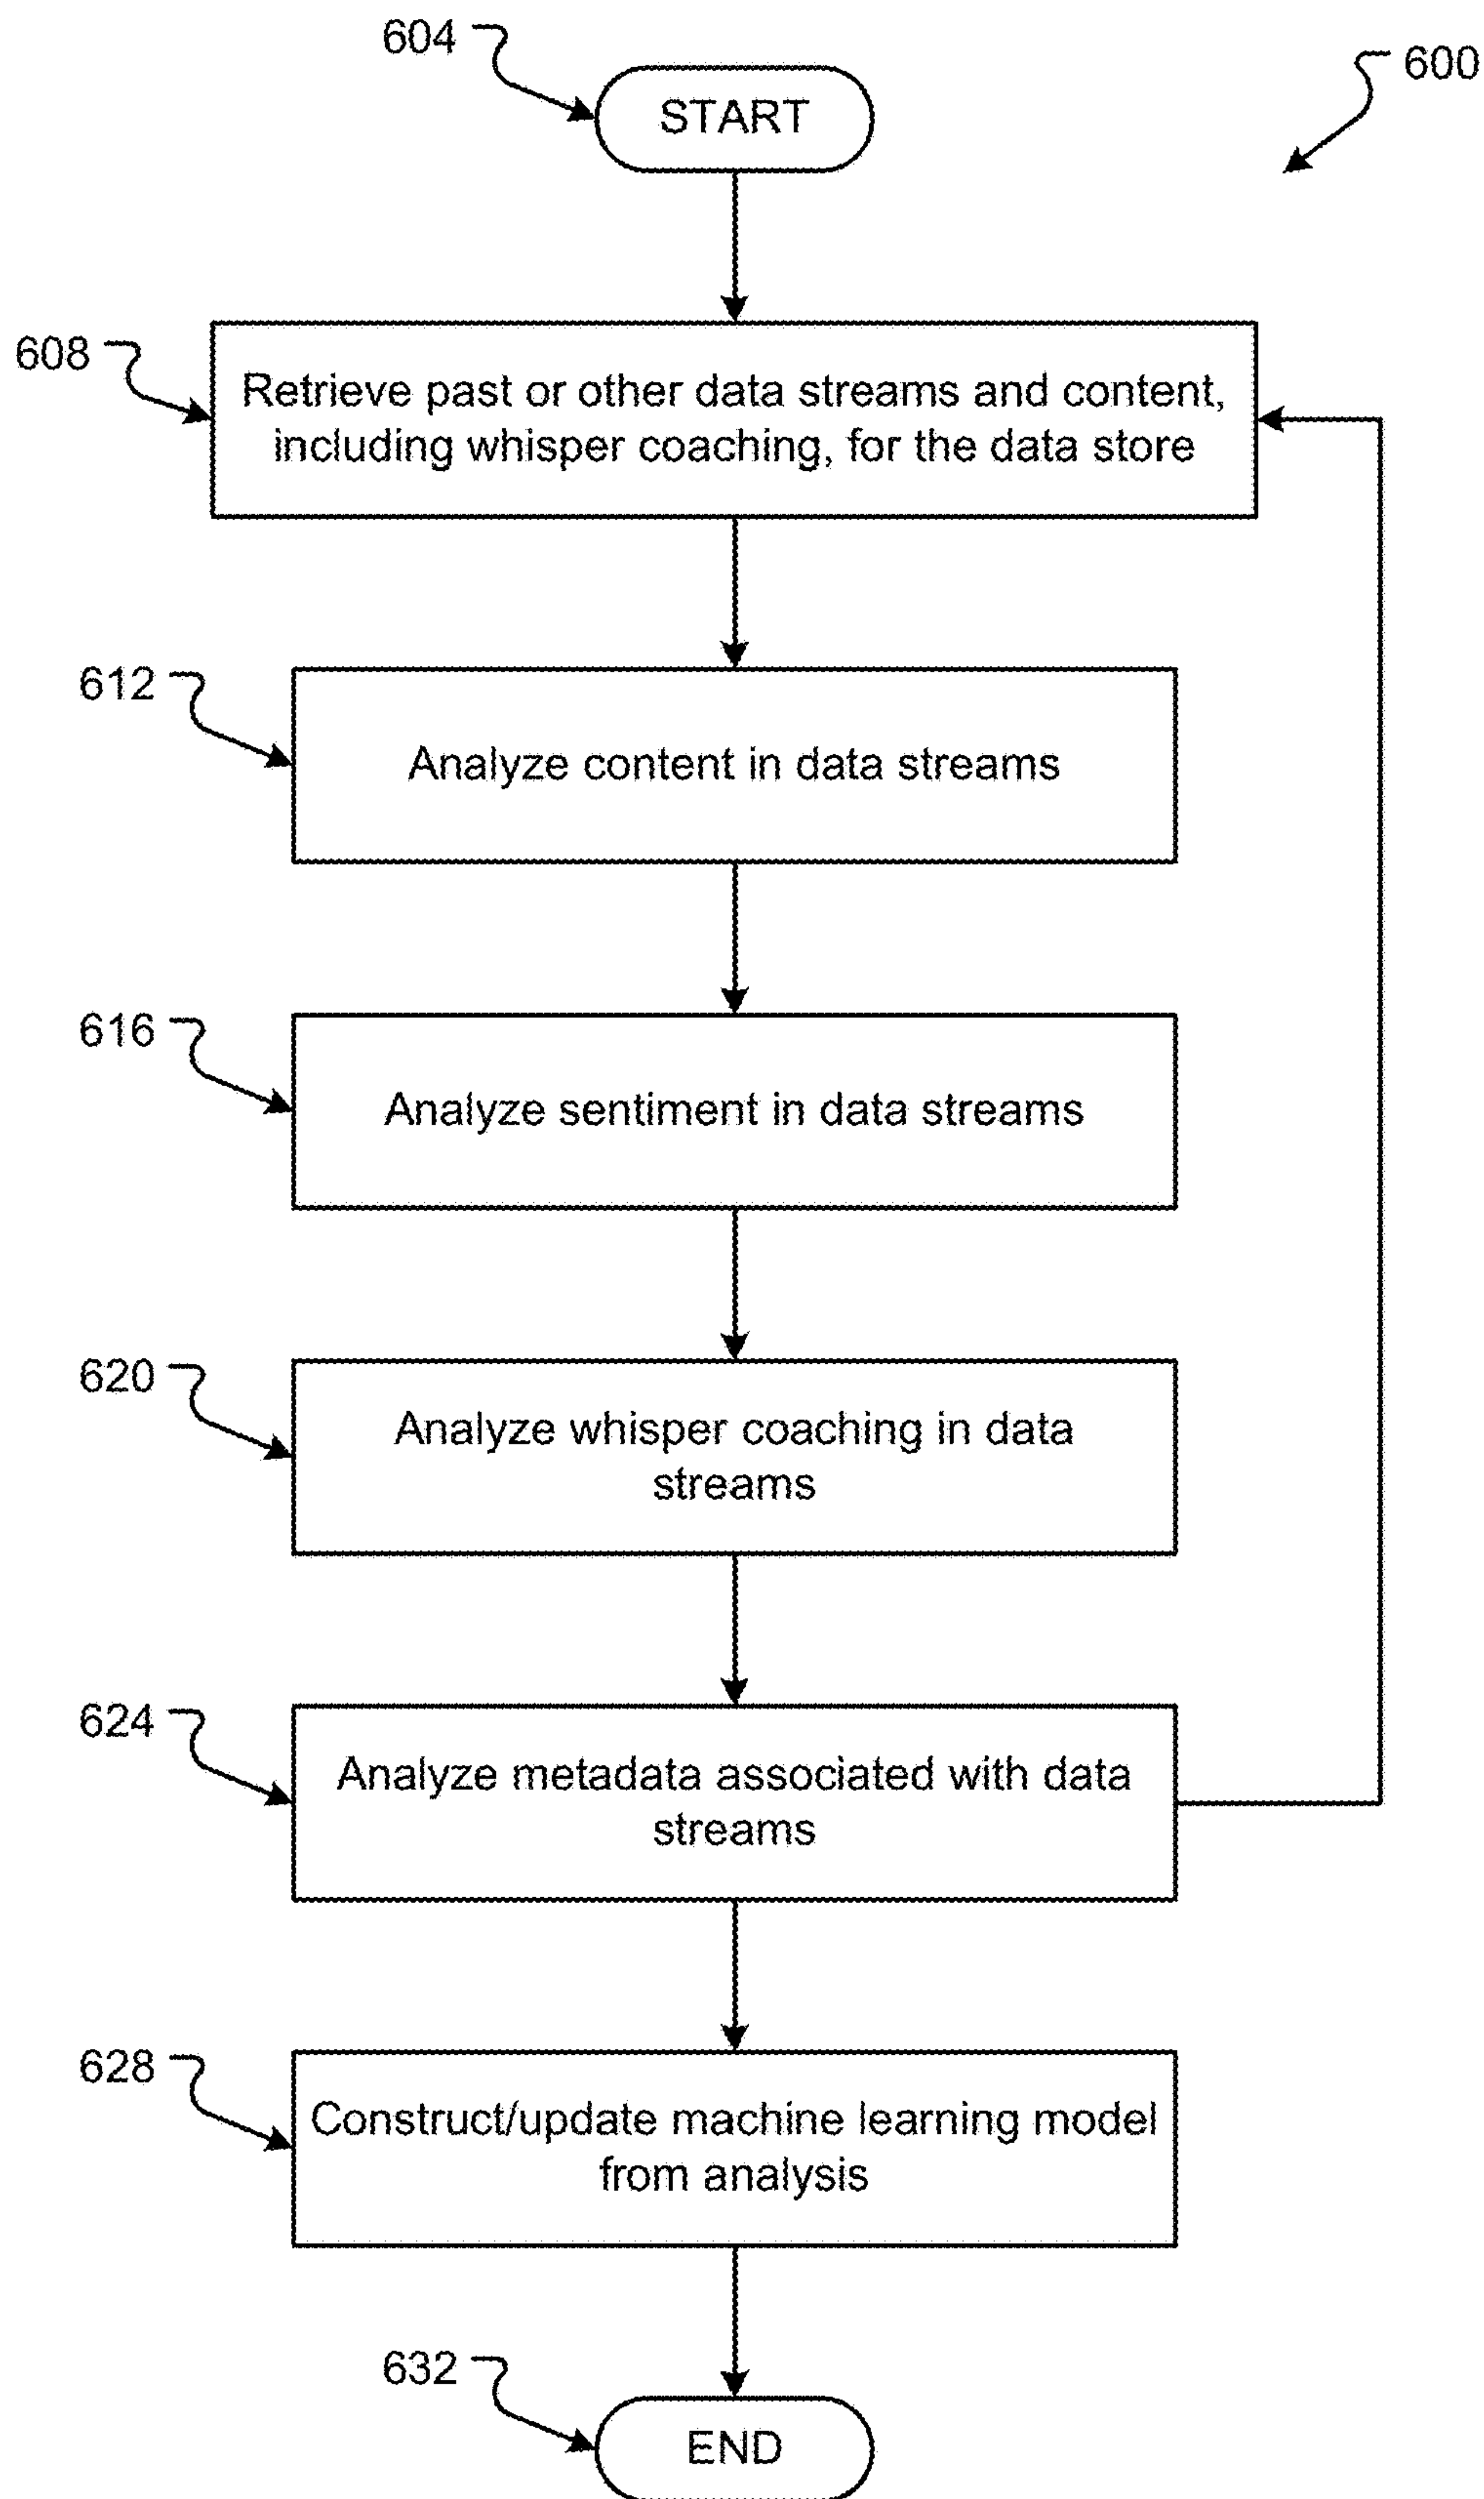 604
START
600
608
Retrieve past or other data streams and content,
including whisper coaching, for the data store
612
Analyze content in data streams
616
Analyze sentiment in data streams
620
Analyze whisper coaching in data
streams
624
Analyze metadata associated with data
streams
628
Construct/update machine learning model
from analysis
632
END